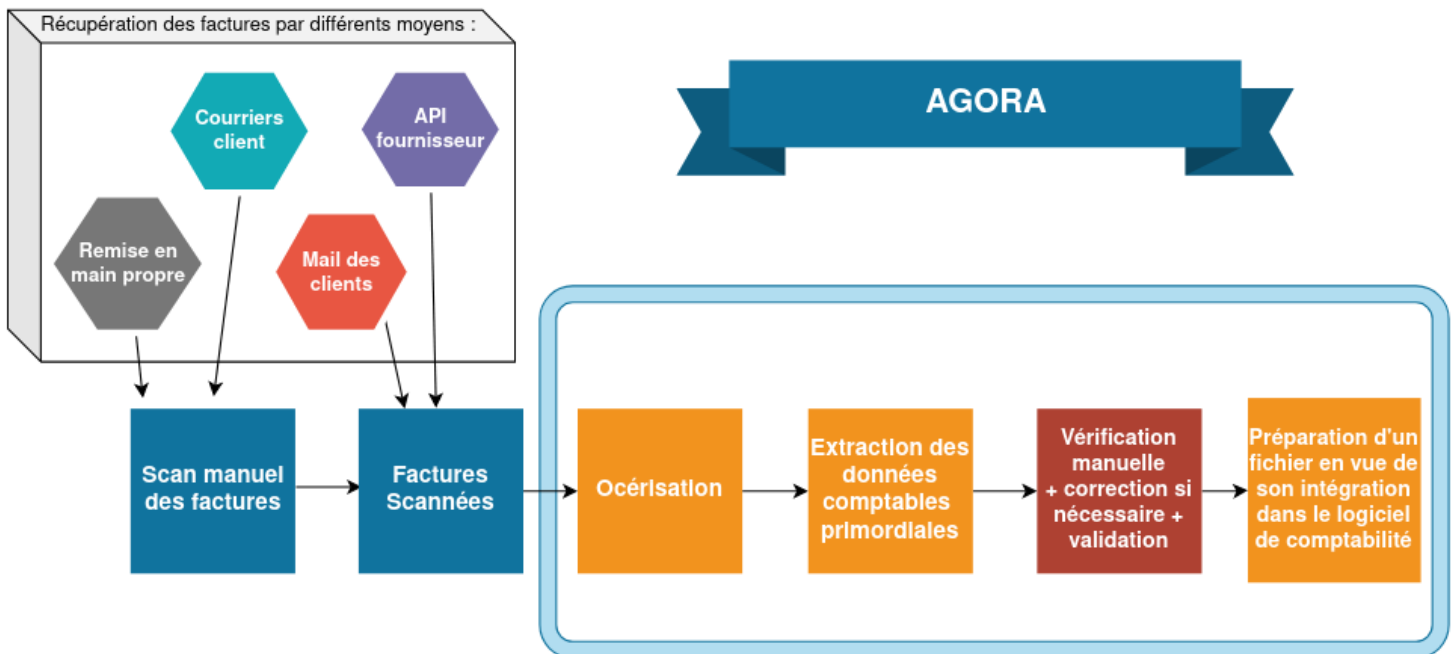 Récupération des factures par différents moyens :
AGORA
Courriers
client
API
fournisseur
Remise en
main propre
Mail des
clients
Scan manuel
des factures
Factures
Scannées
Océrisation
Extraction des
données
comptables
primordiales
Vérification
manuelle
+ correction si
nécessaire +
validation
Préparation d'un
fichier en vue de
son intégration
dans le logiciel
de comptabilité